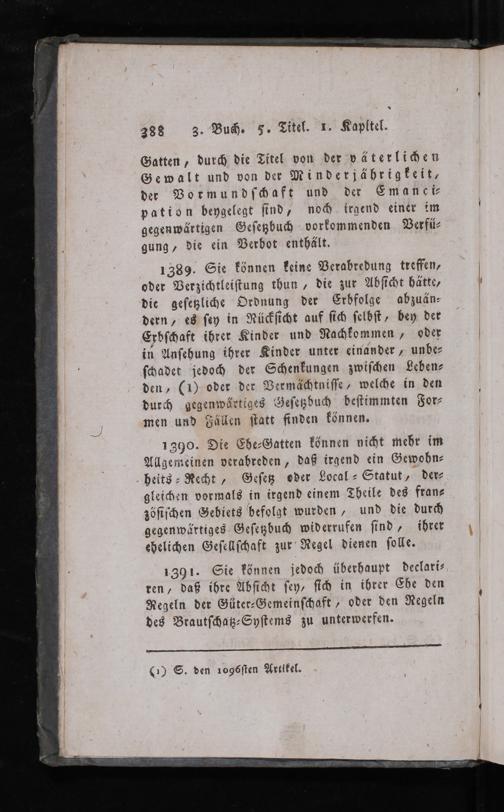 388 3. Buch. 5. Titel. 1. Kapitel.
Gatten, durch die Titel von der väterlichen
Gewalt und von der Minderjährigkeit,
der Vormundschaft und der Emanci-
pation beygelegt sind, noch irgend einer im
gegenwärtigen Gesetzbuch vorkommenden Verfü-
gung, die ein Verbot enthält.
1389. Sie können keine Verabredung treffen,
oder Verzichtleistung thun, die zur Absicht hätte,
die gesetzliche Ordnung der Erbfolge abzuän-
dern, es sey in Rücksicht auf sich selbst, bey der
Erbschaft ihrer Kinder und Nachkommen, oder
in Ansehung ihrer Kinder unter einander, unbe-
schadet jedoch der Schenkungen zwischen Leben-
den, (1) oder der Vermächtnisse, welche in den
durch gegenwärtiges Gesetzbuch bestimmten For-
men und Fällen statt finden können.
1390. Die Ehe-Gatten können nicht mehr im
Allgemeinen verabreden, daß irgend ein Gewohn-
heits-Recht, Gesetz oder Local-Statut, der-
gleichen vormals in irgend einem Theile des fran-
zösischen Gebiets befolgt wurden, und die durch
gegenwärtiges Gesetzbuch widerrufen sind, ihrer
ehelichen Gesellschaft zur Regel dienen solle.
1391. Sie können jedoch überhaupt declari-
ren, daß ihre Absicht sey, sich in ihrer Ehe den
Regeln der Güter-Gemeinschaft, oder den Regeln
des Brautschatz-Systems zu unterwerfen.
(1) S. den 1096sten Artikel.